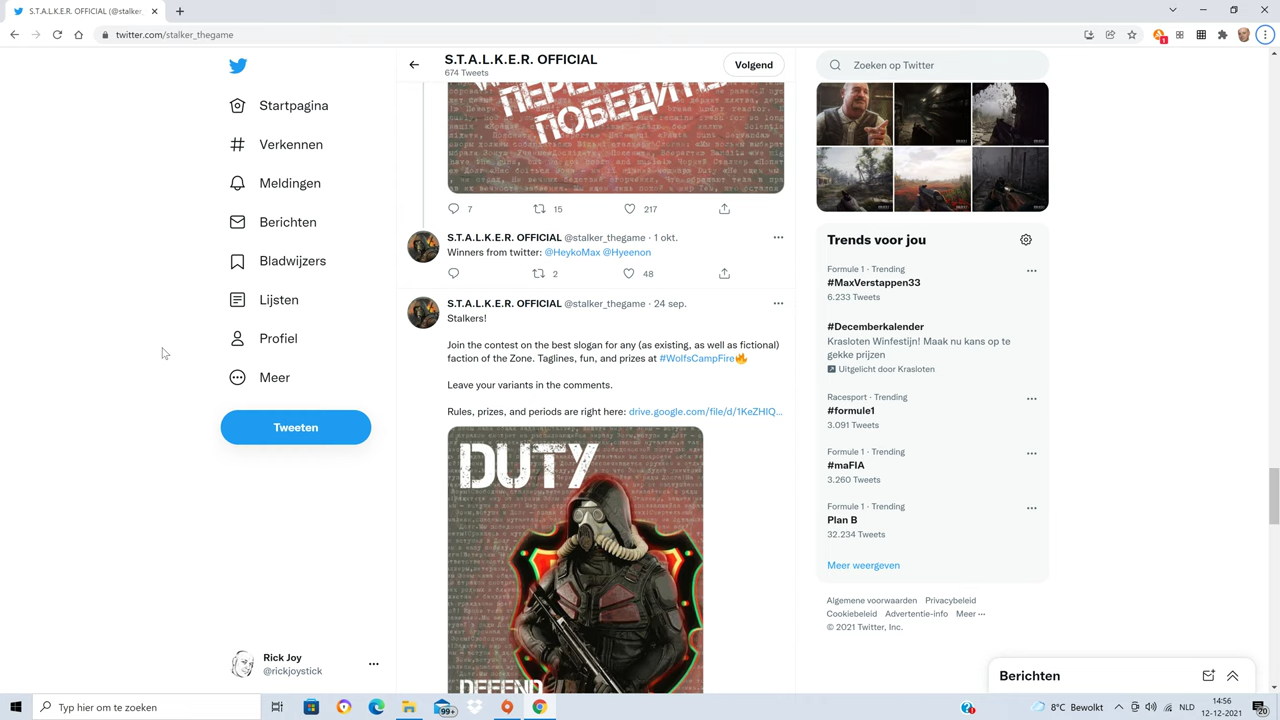 S.T.A.L.K.E.R. OFFICIAL (@stalker_thegame
twitter.com/stalker_thegame
1
Startpagina
Verkennen
Meldingen
Berichten
Bladwijzers
Lijsten
Profiel
Meer
Tweeten
Rick Joy
@rickjoystick
S.T.A.L.K.E.R. OFFICIAL
674 Tweets
Volgend
ПОБЕДИТ
7 15 217
S.T.A.L.K.E.R. OFFICIAL @stalker_thegame · 1 okt.
Winners from twitter: @HeykoMax @Hyeenon
2 48
S.T.A.L.K.E.R. OFFICIAL @stalker_thegame · 24 sep.
Stalkers!
Join the contest on the best slogan for any (as existing, as well as fictional)
faction of the Zone. Taglines, fun, and prizes at #WolfsCampFire
Leave your variants in the comments.
Rules, prizes, and periods are right here: drive.google.com/file/d/1KeZHIQ...
DUTY
DEFEND
Zoeken op Twitter
Trends voor jou
Formule 1 · Trending
#MaxVerstappen33
6.233 Tweets
#Decemberkalender
Krasloten Winfestijn! Maak nu kans op te
gekke prijzen
Uitgelicht door Krasloten
Racesport · Trending
#formule1
3.091 Tweets
Formule 1 · Trending
#maFIA
3.260 Tweets
Formule 1 · Trending
Plan B
32.234 Tweets
Meer weergeven
Algemene voorwaarden Privacybeleid
Cookiebeleid Advertentie-info Meer ···
© 2021 Twitter, Inc.
Berichten
Typ hier om te zoeken
99+
8°C Bewolkt
NLD
14:56
12-12-2021
20